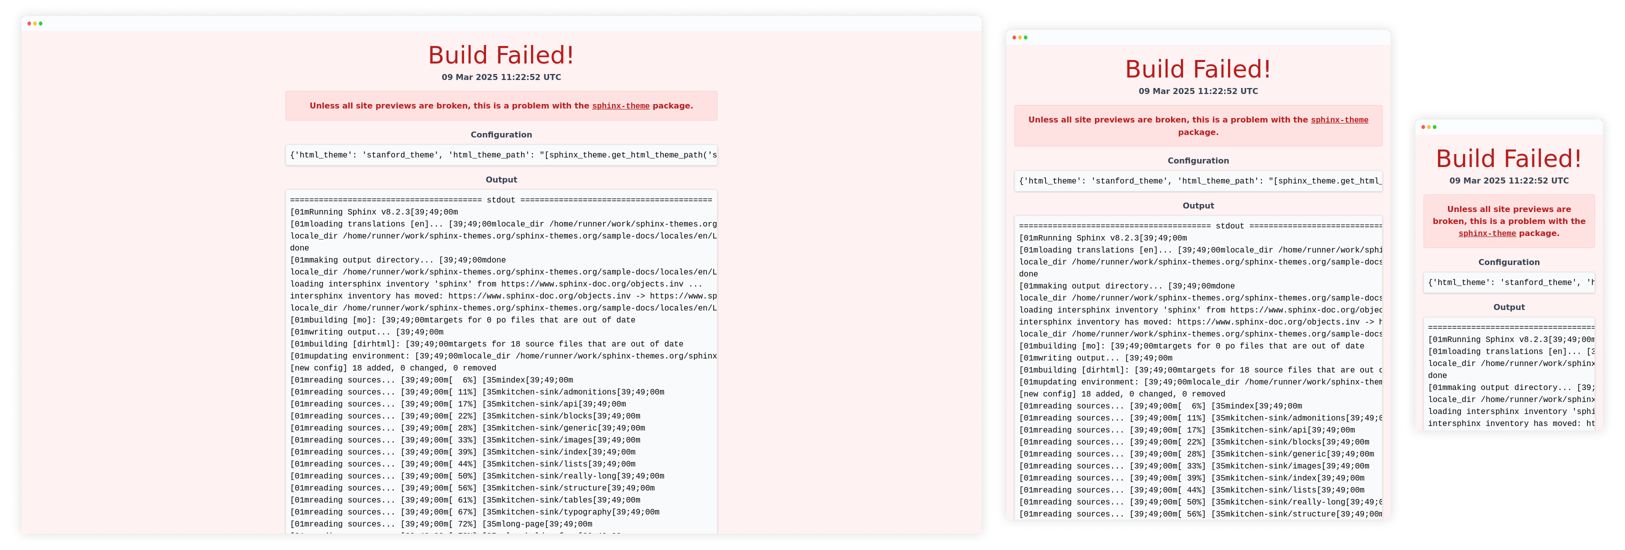 Build Failed!
09 Mar 2025 11:22:52 UTC
Unless all site previews are broken, this is a problem with the sphinx-theme package.
Configuration
{'html_theme': 'stanford_theme', 'html_theme_path': "[sphinx_theme.get_html_theme_path('s
Output
======================================== stdout ========================================
[01mRunning Sphinx v8.2.3[39;49;00m
[01mloading translations [en]... [39;49;00mlocale_dir /home/runner/work/sphinx-themes.org
locale_dir /home/runner/work/sphinx-themes.org/sphinx-themes.org/sample-docs/locales/en/L
done
[01mmaking output directory... [39;49;00mdone
locale_dir /home/runner/work/sphinx-themes.org/sphinx-themes.org/sample-docs/locales/en/L
loading intersphinx inventory 'sphinx' from https://www.sphinx-doc.org/objects.inv ...
intersphinx inventory has moved: https://www.sphinx-doc.org/objects.inv -> https://www.sp
locale_dir /home/runner/work/sphinx-themes.org/sphinx-themes.org/sample-docs/locales/en/L
[01mbuilding [mo]: [39;49;00mtargets for 0 po files that are out of date
[01mwriting output... [39;49;00m
[01mbuilding [dirhtml]: [39;49;00mtargets for 18 source files that are out of date
[01mupdating environment: [39;49;00mlocale_dir /home/runner/work/sphinx-themes.org/sphinx
[new config] 18 added, 0 changed, 0 removed
[01mreading sources... [39;49;00m[  6%] [35mindex[39;49;00m
[01mreading sources... [39;49;00m[ 11%] [35mkitchen-sink/admonitions[39;49;00m
[01mreading sources... [39;49;00m[ 17%] [35mkitchen-sink/api[39;49;00m
[01mreading sources... [39;49;00m[ 22%] [35mkitchen-sink/blocks[39;49;00m
[01mreading sources... [39;49;00m[ 28%] [35mkitchen-sink/generic[39;49;00m
[01mreading sources... [39;49;00m[ 33%] [35mkitchen-sink/images[39;49;00m
[01mreading sources... [39;49;00m[ 39%] [35mkitchen-sink/index[39;49;00m
[01mreading sources... [39;49;00m[ 44%] [35mkitchen-sink/lists[39;49;00m
[01mreading sources... [39;49;00m[ 50%] [35mkitchen-sink/really-long[39;49;00m
[01mreading sources... [39;49;00m[ 56%] [35mkitchen-sink/structure[39;49;00m
[01mreading sources... [39;49;00m[ 61%] [35mkitchen-sink/tables[39;49;00m
[01mreading sources... [39;49;00m[ 67%] [35mkitchen-sink/typography[39;49;00m
[01mreading sources... [39;49;00m[ 72%] [35mlong-page[39;49;00m
Build Failed!
09 Mar 2025 11:22:52 UTC
Unless all site previews are broken, this is a problem with the sphinx-theme
package.
Configuration
{'html_theme': 'stanford_theme', 'html_theme_path': "[sphinx_theme.get_html_
Output
======================================== stdout ==================================
[01mRunning Sphinx v8.2.3[39;49;00m
[01mloading translations [en]... [39;49;00mlocale_dir /home/runner/work/sphi
locale_dir /home/runner/work/sphinx-themes.org/sphinx-themes.org/sample-docs
done
[01mmaking output directory... [39;49;00mdone
locale_dir /home/runner/work/sphinx-themes.org/sphinx-themes.org/sample-docs
loading intersphinx inventory 'sphinx' from https://www.sphinx-doc.org/objec
intersphinx inventory has moved: https://www.sphinx-doc.org/objects.inv -> h
locale_dir /home/runner/work/sphinx-themes.org/sphinx-themes.org/sample-docs
[01mbuilding [mo]: [39;49;00mtargets for 0 po files that are out of date
[01mwriting output... [39;49;00m
[01mbuilding [dirhtml]: [39;49;00mtargets for 18 source files that are out d
[01mupdating environment: [39;49;00mlocale_dir /home/runner/work/sphinx-them
[new config] 18 added, 0 changed, 0 removed
[01mreading sources... [39;49;00m[  6%] [35mindex[39;49;00m
[01mreading sources... [39;49;00m[ 11%] [35mkitchen-sink/admonitions[39;49;0
[01mreading sources... [39;49;00m[ 17%] [35mkitchen-sink/api[39;49;00m
[01mreading sources... [39;49;00m[ 22%] [35mkitchen-sink/blocks[39;49;00m
[01mreading sources... [39;49;00m[ 28%] [35mkitchen-sink/generic[39;49;00m
[01mreading sources... [39;49;00m[ 33%] [35mkitchen-sink/images[39;49;00m
[01mreading sources... [39;49;00m[ 39%] [35mkitchen-sink/index[39;49;00m
[01mreading sources... [39;49;00m[ 44%] [35mkitchen-sink/lists[39;49;00m
[01mreading sources... [39;49;00m[ 50%] [35mkitchen-sink/really-long[39;49;0
[01mreading sources... [39;49;00m[ 56%] [35mkitchen-sink/structure[39;49;00m
Build Failed!
09 Mar 2025 11:22:52 UTC
Unless all site previews are
broken, this is a problem with the
sphinx-theme package.
Configuration
{'html_theme': 'stanford_theme', 'h
Output
===================================
[01mRunning Sphinx v8.2.3[39;49;00m
[01mloading translations [en]... [3
locale_dir /home/runner/work/sphinx
done
[01mmaking output directory... [39;
locale_dir /home/runner/work/sphinx
loading intersphinx inventory 'sphi
intersphinx inventory has moved: ht